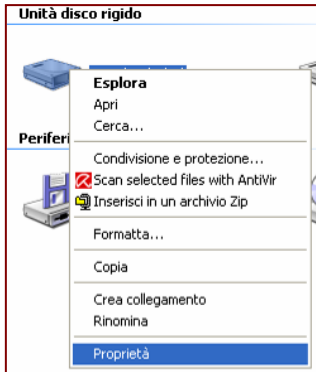 Unità disco rigido
Esplora
Apri
Cerca...
Periferi
Condivisione e protezione...
Scan selected files with AntiVir
Inserisci in un archivio Zip
Formatta...
Copia
Crea collegamento
Rinomina
Proprietà